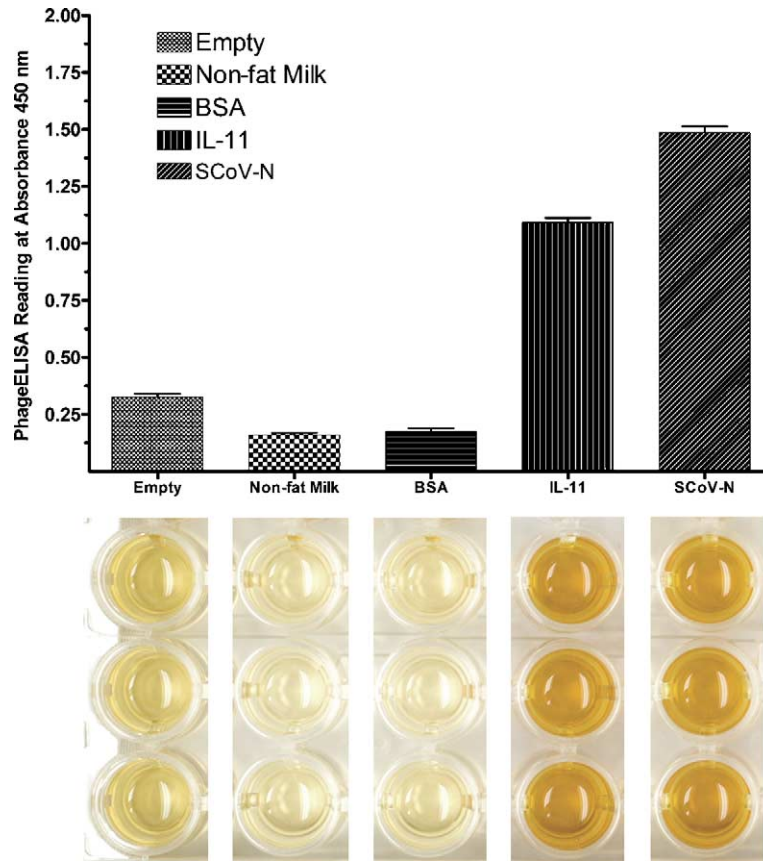 PhageELISA Reading at Absorbance 450 nm
2.00
1.75
1.50
1.25
1.00
0.75
0.50
0.25
Empty
Non-fat Milk
BSA
IL-11
SCoV-N
Empty Non-fat Milk BSA IL-11 SCoV-N